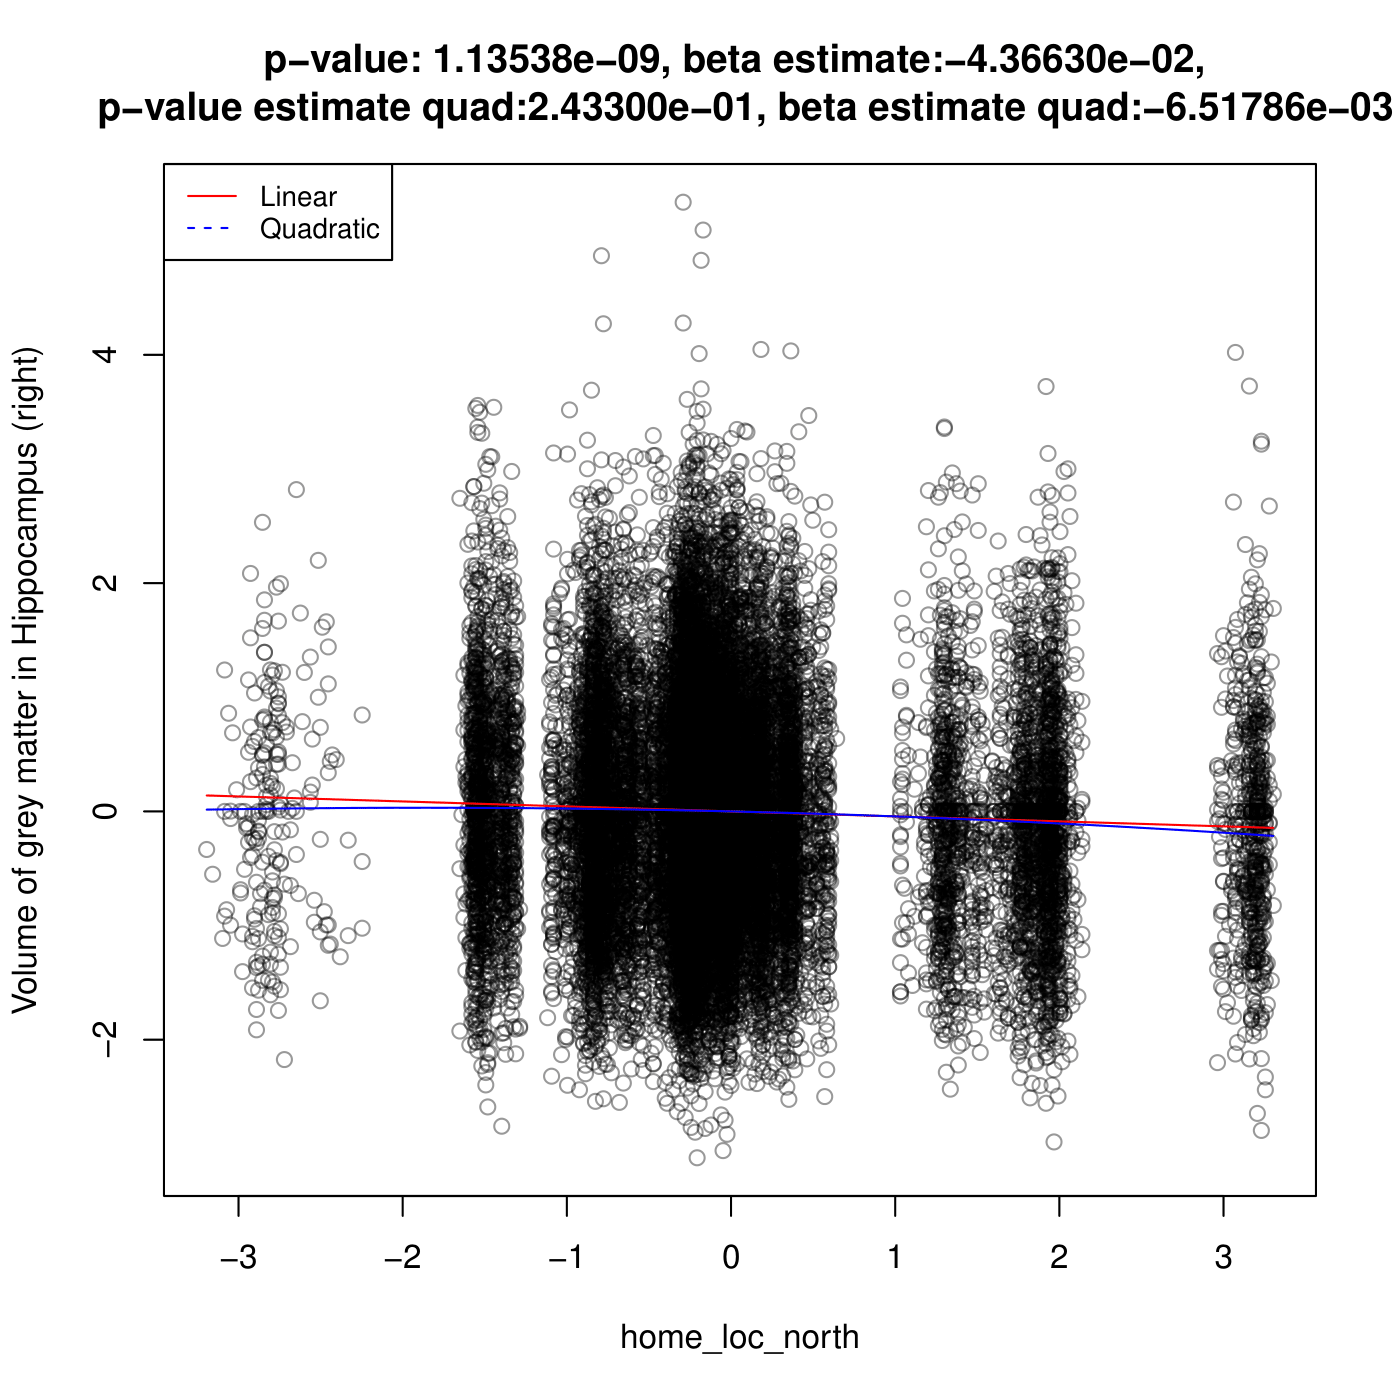 p−value: 1.13538e−09, beta estimate:−4.36630e−02,
p−value estimate quad:2.43300e−01, beta estimate quad:−6.51786e−03
Linear
Quadratic
Volume of grey matter in Hippocampus (right)
4
2
0
−2
−3
−2
−1
0
1
2
3
home_loc_north